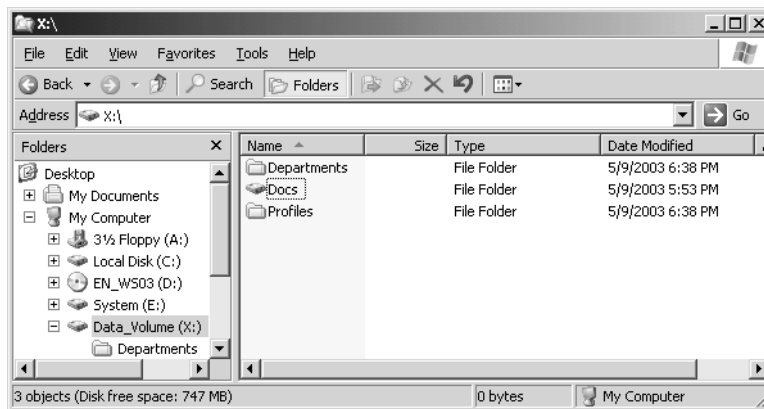 X:\
File Edit View Favorites Tools Help
Back Search Folders
Address X:\ Go
Folders
Name Size Type Date Modified
Desktop
My Documents
My Computer
3½ Floppy (A:)
Local Disk (C:)
EN_WS03 (D:)
System (E:)
Data_Volume (X:)
Departments
Departments File Folder 5/9/2003 6:38 PM
Docs File Folder 5/9/2003 5:53 PM
Profiles File Folder 5/9/2003 6:38 PM
3 objects (Disk free space: 747 MB) 0 bytes My Computer